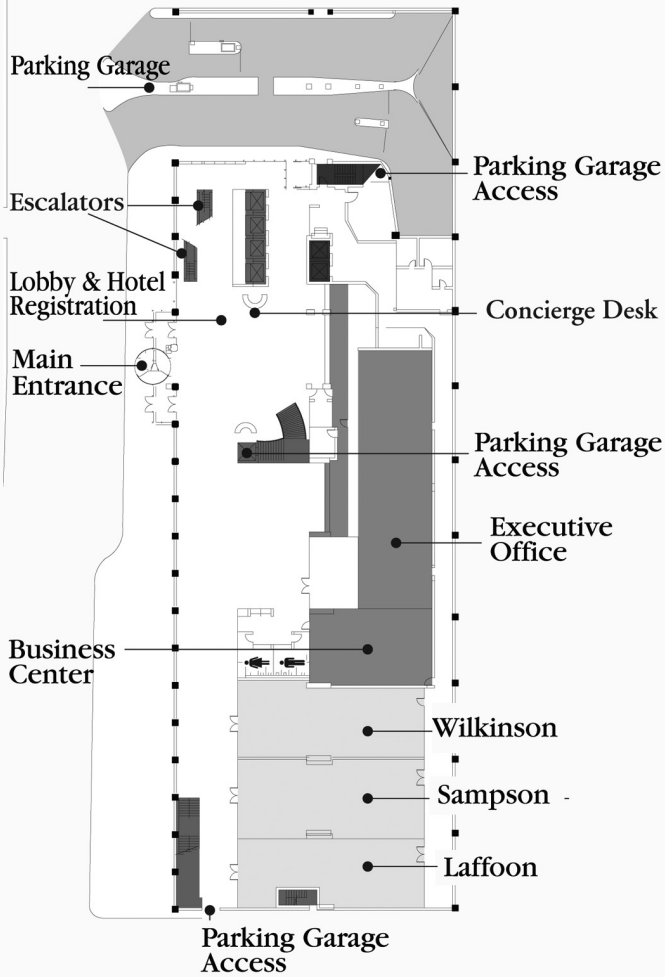 Parking Garage
Parking Garage
Access
Escalators
Lobby & Hotel
Registration
Concierge Desk
Main
Entrance
Parking Garage
Access
Executive
Office
Business
Center
Wilkinson
Sampson -
Laffoon
Parking Garage
Access